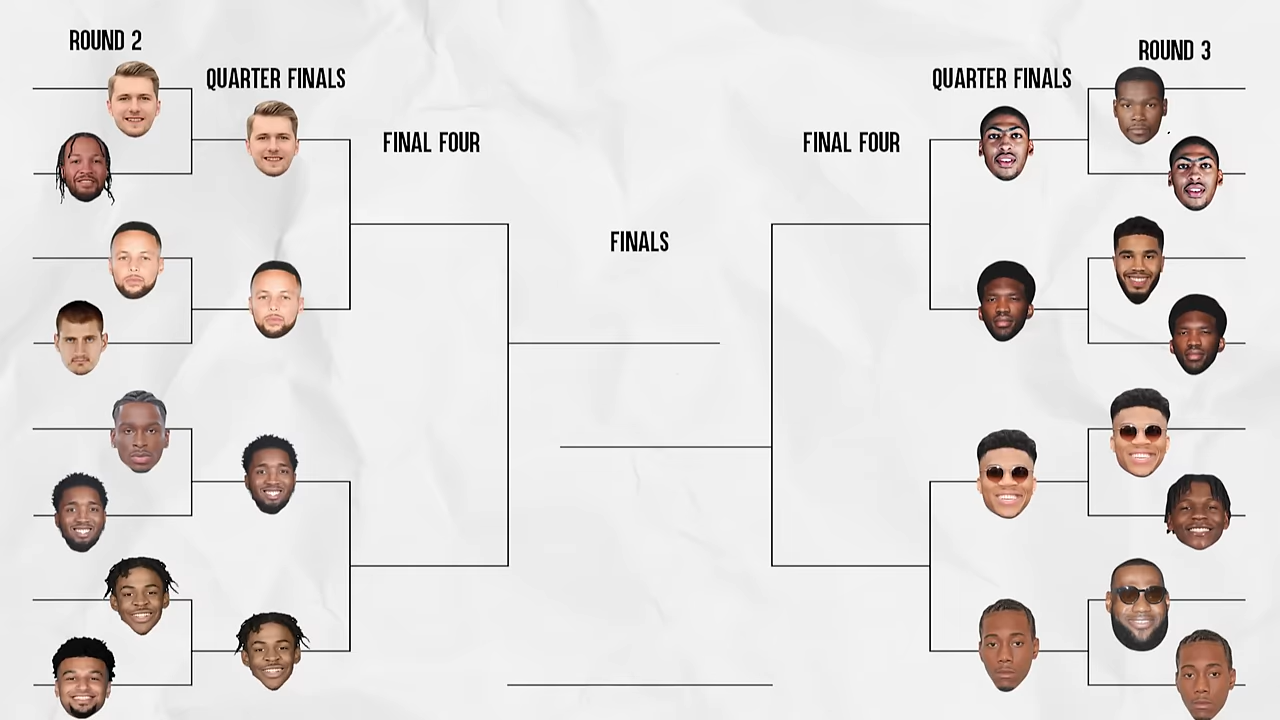 ROUND 2
ROUND 3
QUARTER FINALS
QUARTER FINALS
FINAL FOUR
FINAL FOUR
FINALS